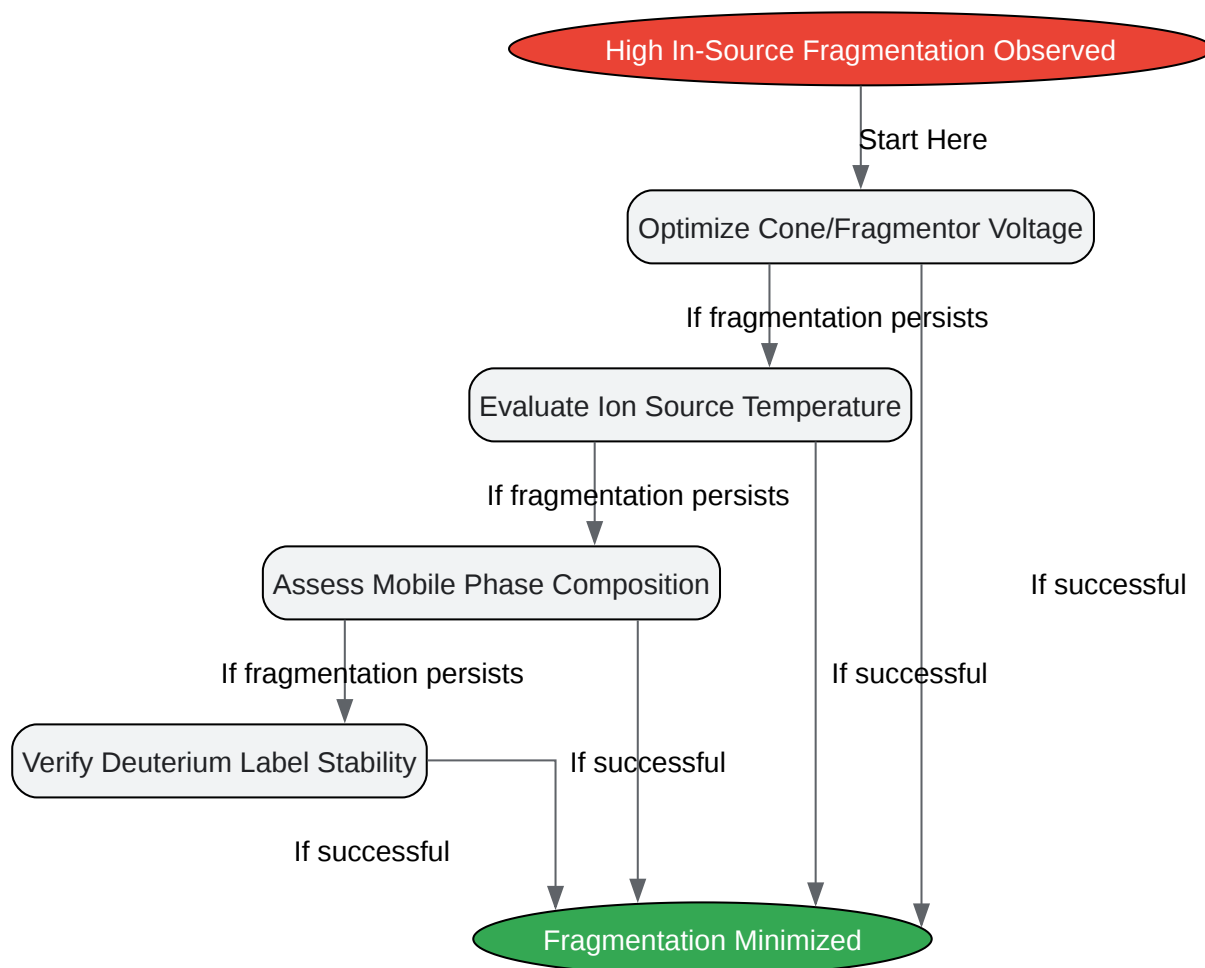 High In-Source Fragmentation Observed
Start Here
Optimize Cone/Fragmentor Voltage
If fragmentation persists
Evaluate Ion Source Temperature
If fragmentation persists
Assess Mobile Phase Composition
If successful
If fragmentation persists
If successful
Verify Deuterium Label Stability
If successful
If successful
Fragmentation Minimized